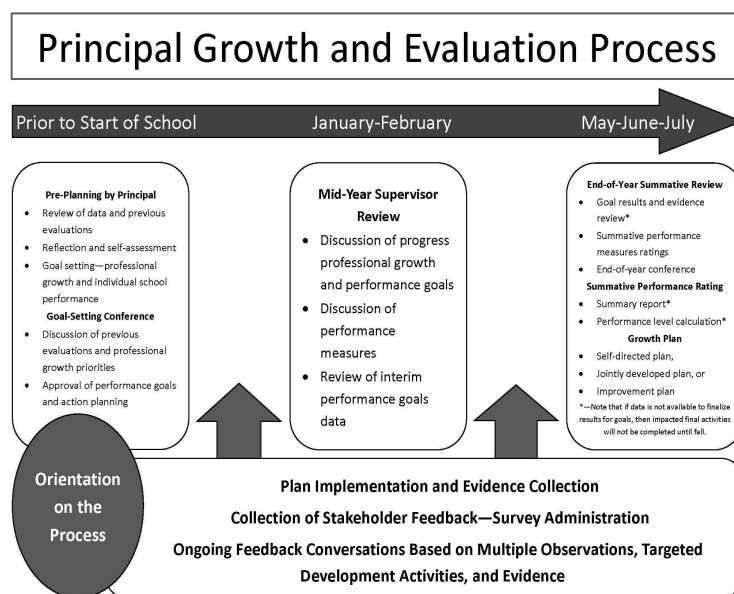 Principal Growth and Evaluation Process
Prior to Start of School
January-February
May-June-July
Pre-Planning by Principal
• Review of data and previous
evaluations
• Reflection and self-assessment
• Goal setting—professional
growth and individual school
performance
Goal-Setting Conference
• Discussion of previous
evaluations and professional
growth priorities
• Approval of performance goals
and action planning
Mid-Year Supervisor
Review
• Discussion of progress
professional growth
and performance goals
• Discussion of
performance
measures
• Review of interim
performance goals
data
End-of-Year Summative Review
• Goal results and evidence
review*
• Summative performance
measures ratings
• End-of-year conference
Summative Performance Rating
• Summary report*
• Performance level calculation*
Growth Plan
• Self-directed plan,
• Jointly developed plan, or
• Improvement plan
*—Note that if data is not available to finalize
results for goals, then impacted final activities
will not be completed until fall.
Orientation
on the
Process
Plan Implementation and Evidence Collection
Collection of Stakeholder Feedback—Survey Administration
Ongoing Feedback Conversations Based on Multiple Observations, Targeted
Development Activities, and Evidence